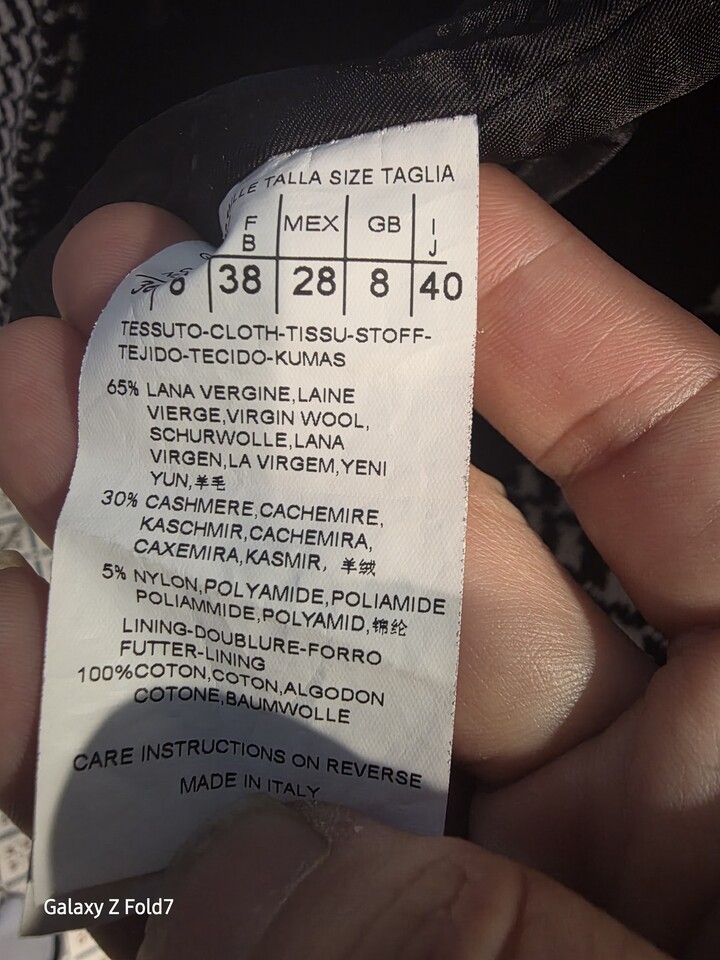 TALLA SIZE TAGLIA
F MEX GB I
B J
38 28 8 40
TESSUTO-CLOTH-TISSU-STOFF-
TEJIDO-TECIDO-KUMAS
65% LANA VERGINE,LAINE
VIERGE,VIRGIN WOOL,
SCHURWOLLE,LANA
VIRGEN,LA VIRGEM,YENI
YUN,羊毛
30% CASHMERE,CACHEMIRE,
KASCHMIR,CACHEMIRA,
CAXEMIRA,KASMIR, 羊绒
5% NYLON,POLYAMIDE,POLIAMIDE
POLIAMMIDE,POLYAMID,锦纶
LINING-DOUBLURE-FORRO
FUTTER-LINING
100%COTON,COTON,ALGODON
COTONE,BAUMWOLLE
CARE INSTRUCTIONS ON REVERSE
MADE IN ITALY
Galaxy Z Fold7